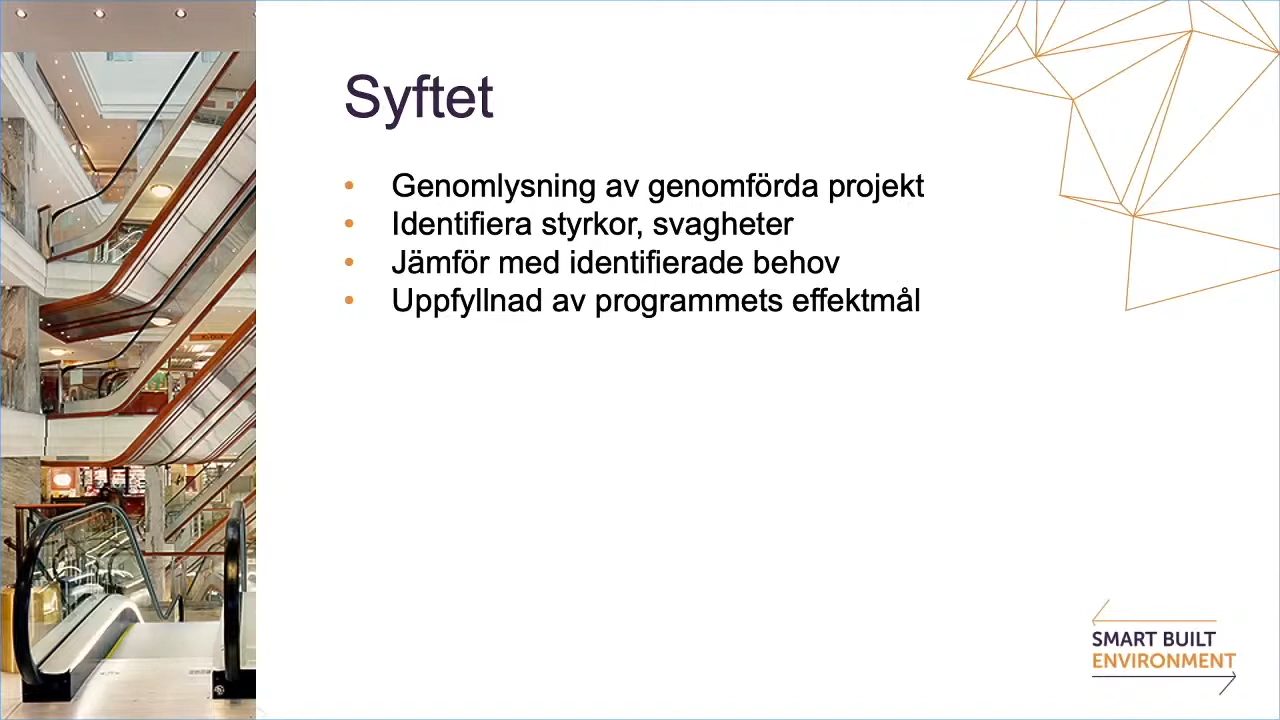 Syftet
• Genomlysning av genomförda projekt
• Identifiera styrkor, svagheter
• Jämför med identifierade behov
• Uppfyllnad av programmets effektmål
SMART BUILT
ENVIRONMENT